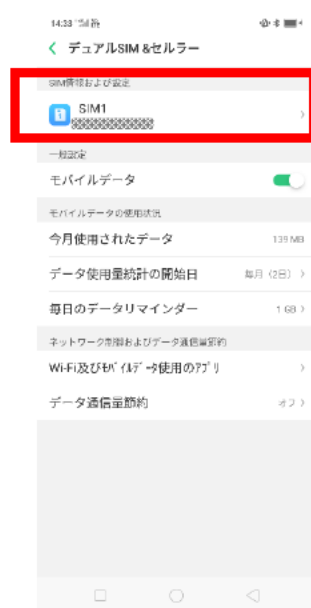 14:33
デュアルSIM &セルラー
SIM情報および設定
SIM1
一般設定
モバイルデータ
モバイルデータの使用状況
今月使用されたデータ 139 MB
データ使用量統計の開始日 毎月（2日）
毎日のデータリマインダー 1 GB
ネットワーク制御およびデータ通信量節約
Wi-Fi及びﾓﾊﾞｲﾙﾃﾞｰﾀ使用のｱﾌﾟﾘ
データ通信量節約 オフ